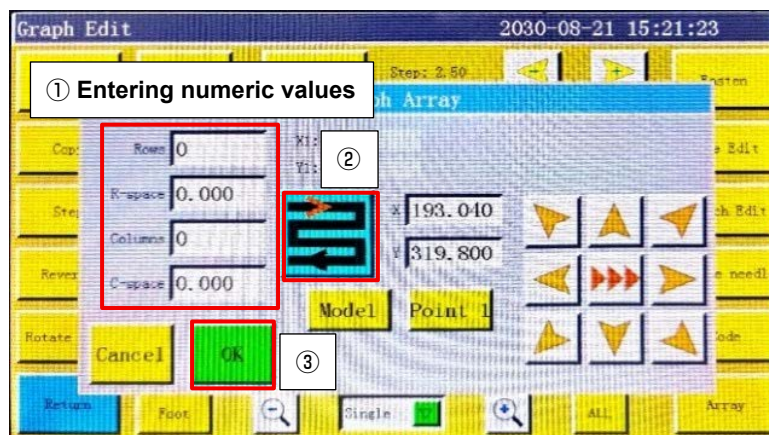 Graph Edit 2030-08-21 15:21:23
Step: 2.50
① Entering numeric values
Array
Rows 0
X1:
Y1:
②
R-space 0.000
X 193.040
Columns 0
Y 319.800
C-space 0.000
Model Point 1
Cancel OK ③
Rotate
Return Foot Single ALL Array